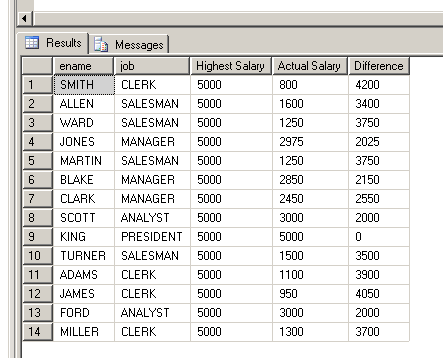 Results Messages
ename job Highest Salary Actual Salary Difference
1 SMITH CLERK 5000 800 4200
2 ALLEN SALESMAN 5000 1600 3400
3 WARD SALESMAN 5000 1250 3750
4 JONES MANAGER 5000 2975 2025
5 MARTIN SALESMAN 5000 1250 3750
6 BLAKE MANAGER 5000 2850 2150
7 CLARK MANAGER 5000 2450 2550
8 SCOTT ANALYST 5000 3000 2000
9 KING PRESIDENT 5000 5000 0
10 TURNER SALESMAN 5000 1500 3500
11 ADAMS CLERK 5000 1100 3900
12 JAMES CLERK 5000 950 4050
13 FORD ANALYST 5000 3000 2000
14 MILLER CLERK 5000 1300 3700